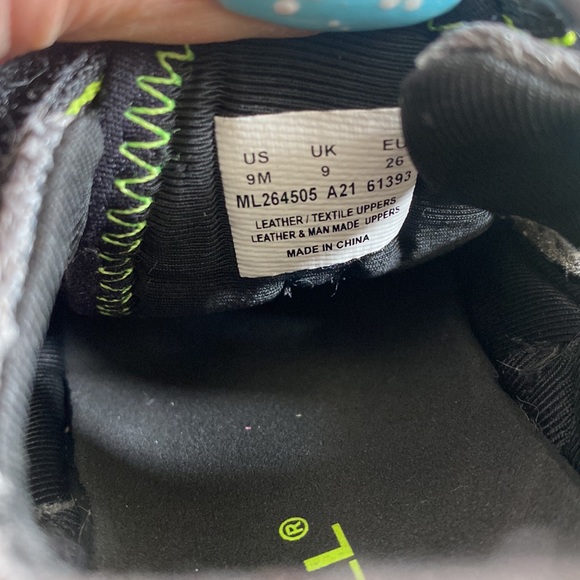 US UK EU
9M 9 26
ML264505 A21 61393
LEATHER / TEXTILE UPPERS
LEATHER & MAN MADE UPPERS
MADE IN CHINA
®
L